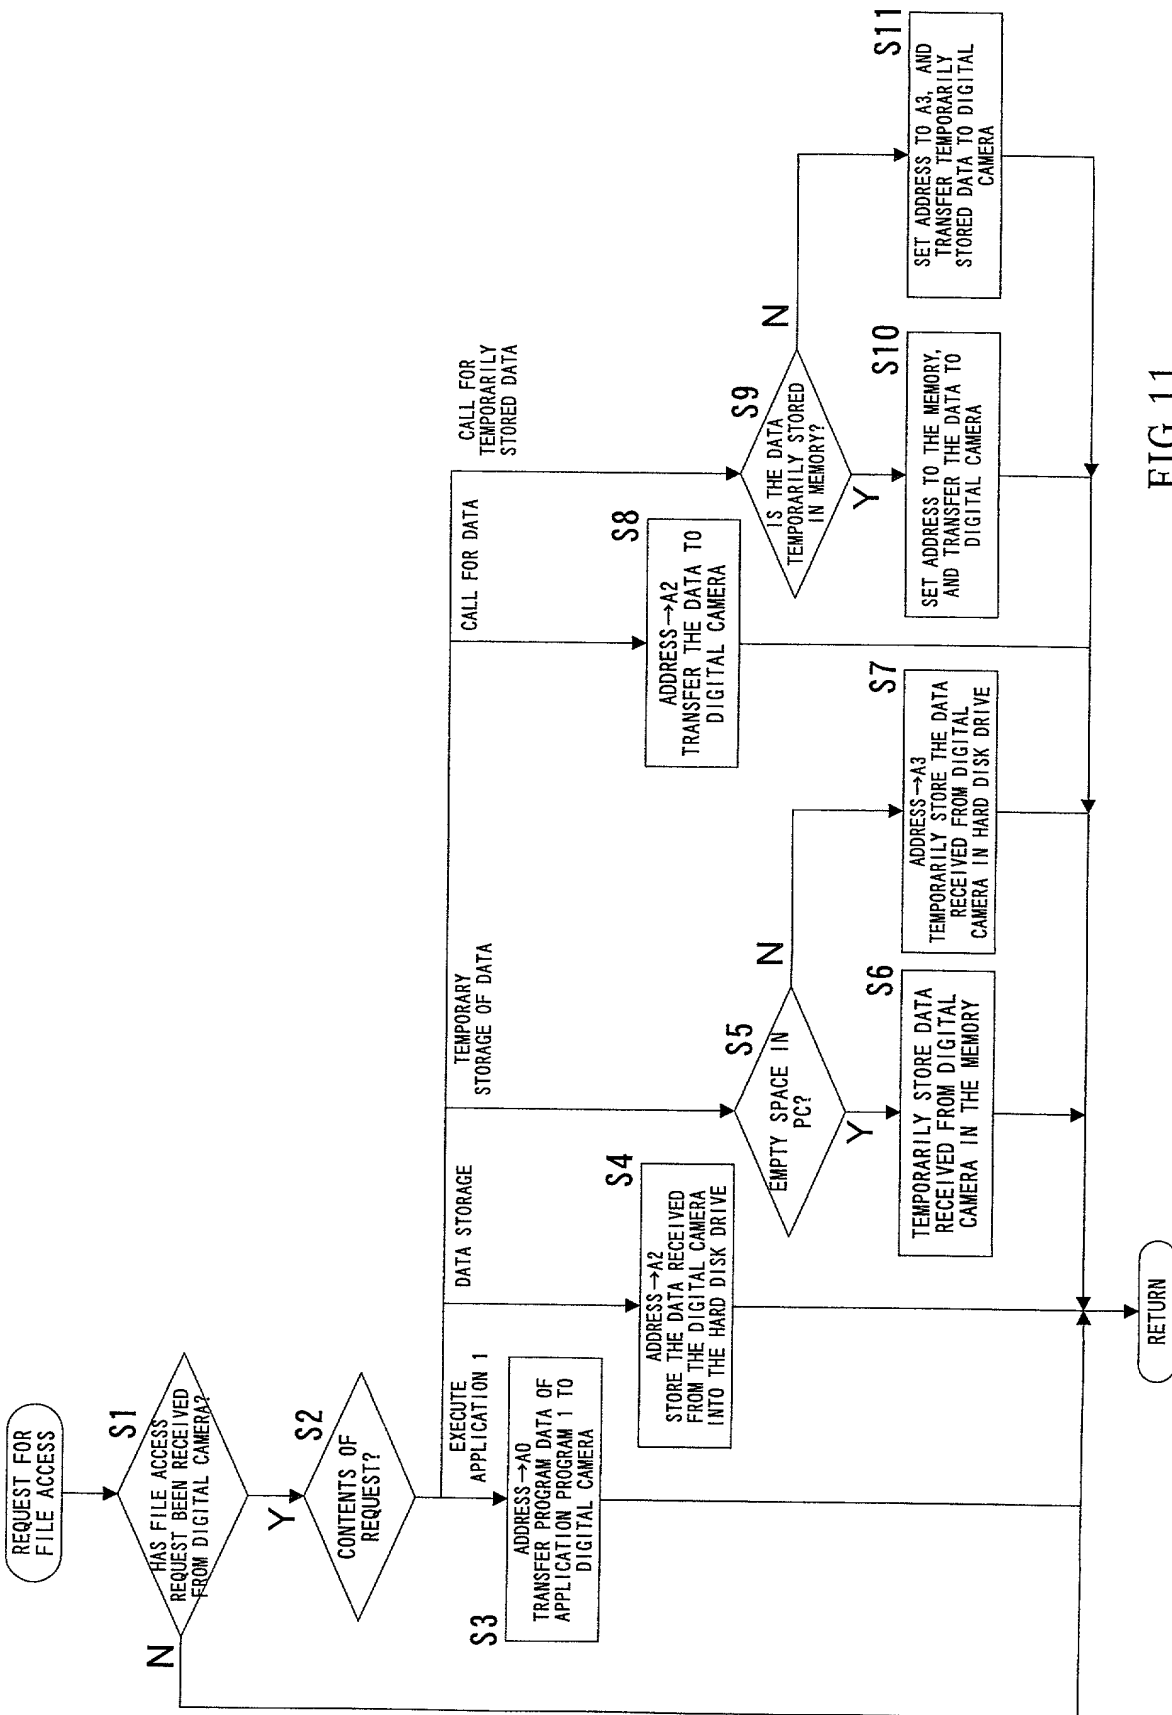 REQUEST FOR
FILE ACCESS
S1
HAS FILE ACCESS
REQUEST BEEN RECEIVED
FROM DIGITAL CAMERA?
N
Y
S2
CONTENTS OF
REQUEST?
EXECUTE
APPLICATION 1
DATA STORAGE
TEMPORARY
STORAGE OF DATA
CALL FOR DATA
CALL FOR
TEMPORARILY
STORED DATA
S3
ADDRESS→A0
TRANSFER PROGRAM DATA OF
APPLICATION PROGRAM 1 TO
DIGITAL CAMERA
S4
ADDRESS→A2
STORE THE DATA RECEIVED
FROM THE DIGITAL CAMERA
INTO THE HARD DISK DRIVE
S5
EMPTY SPACE IN
PC?
N
Y
S6
TEMPORARILY STORE DATA
RECEIVED FROM DIGITAL
CAMERA IN THE MEMORY
S7
ADDRESS→A3
TEMPORARILY STORE THE DATA
RECEIVED FROM DIGITAL
CAMERA IN HARD DISK DRIVE
S8
ADDRESS→A2
TRANSFER THE DATA TO
DIGITAL CAMERA
S9
IS THE DATA
TEMPORARILY STORED
IN MEMORY?
N
Y
S10
SET ADDRESS TO THE MEMORY,
AND TRANSFER THE DATA TO
DIGITAL CAMERA
S11
SET ADDRESS TO A3, AND
TRANSFER TEMPORARILY
STORED DATA TO DIGITAL
CAMERA
RETURN
FIG 11